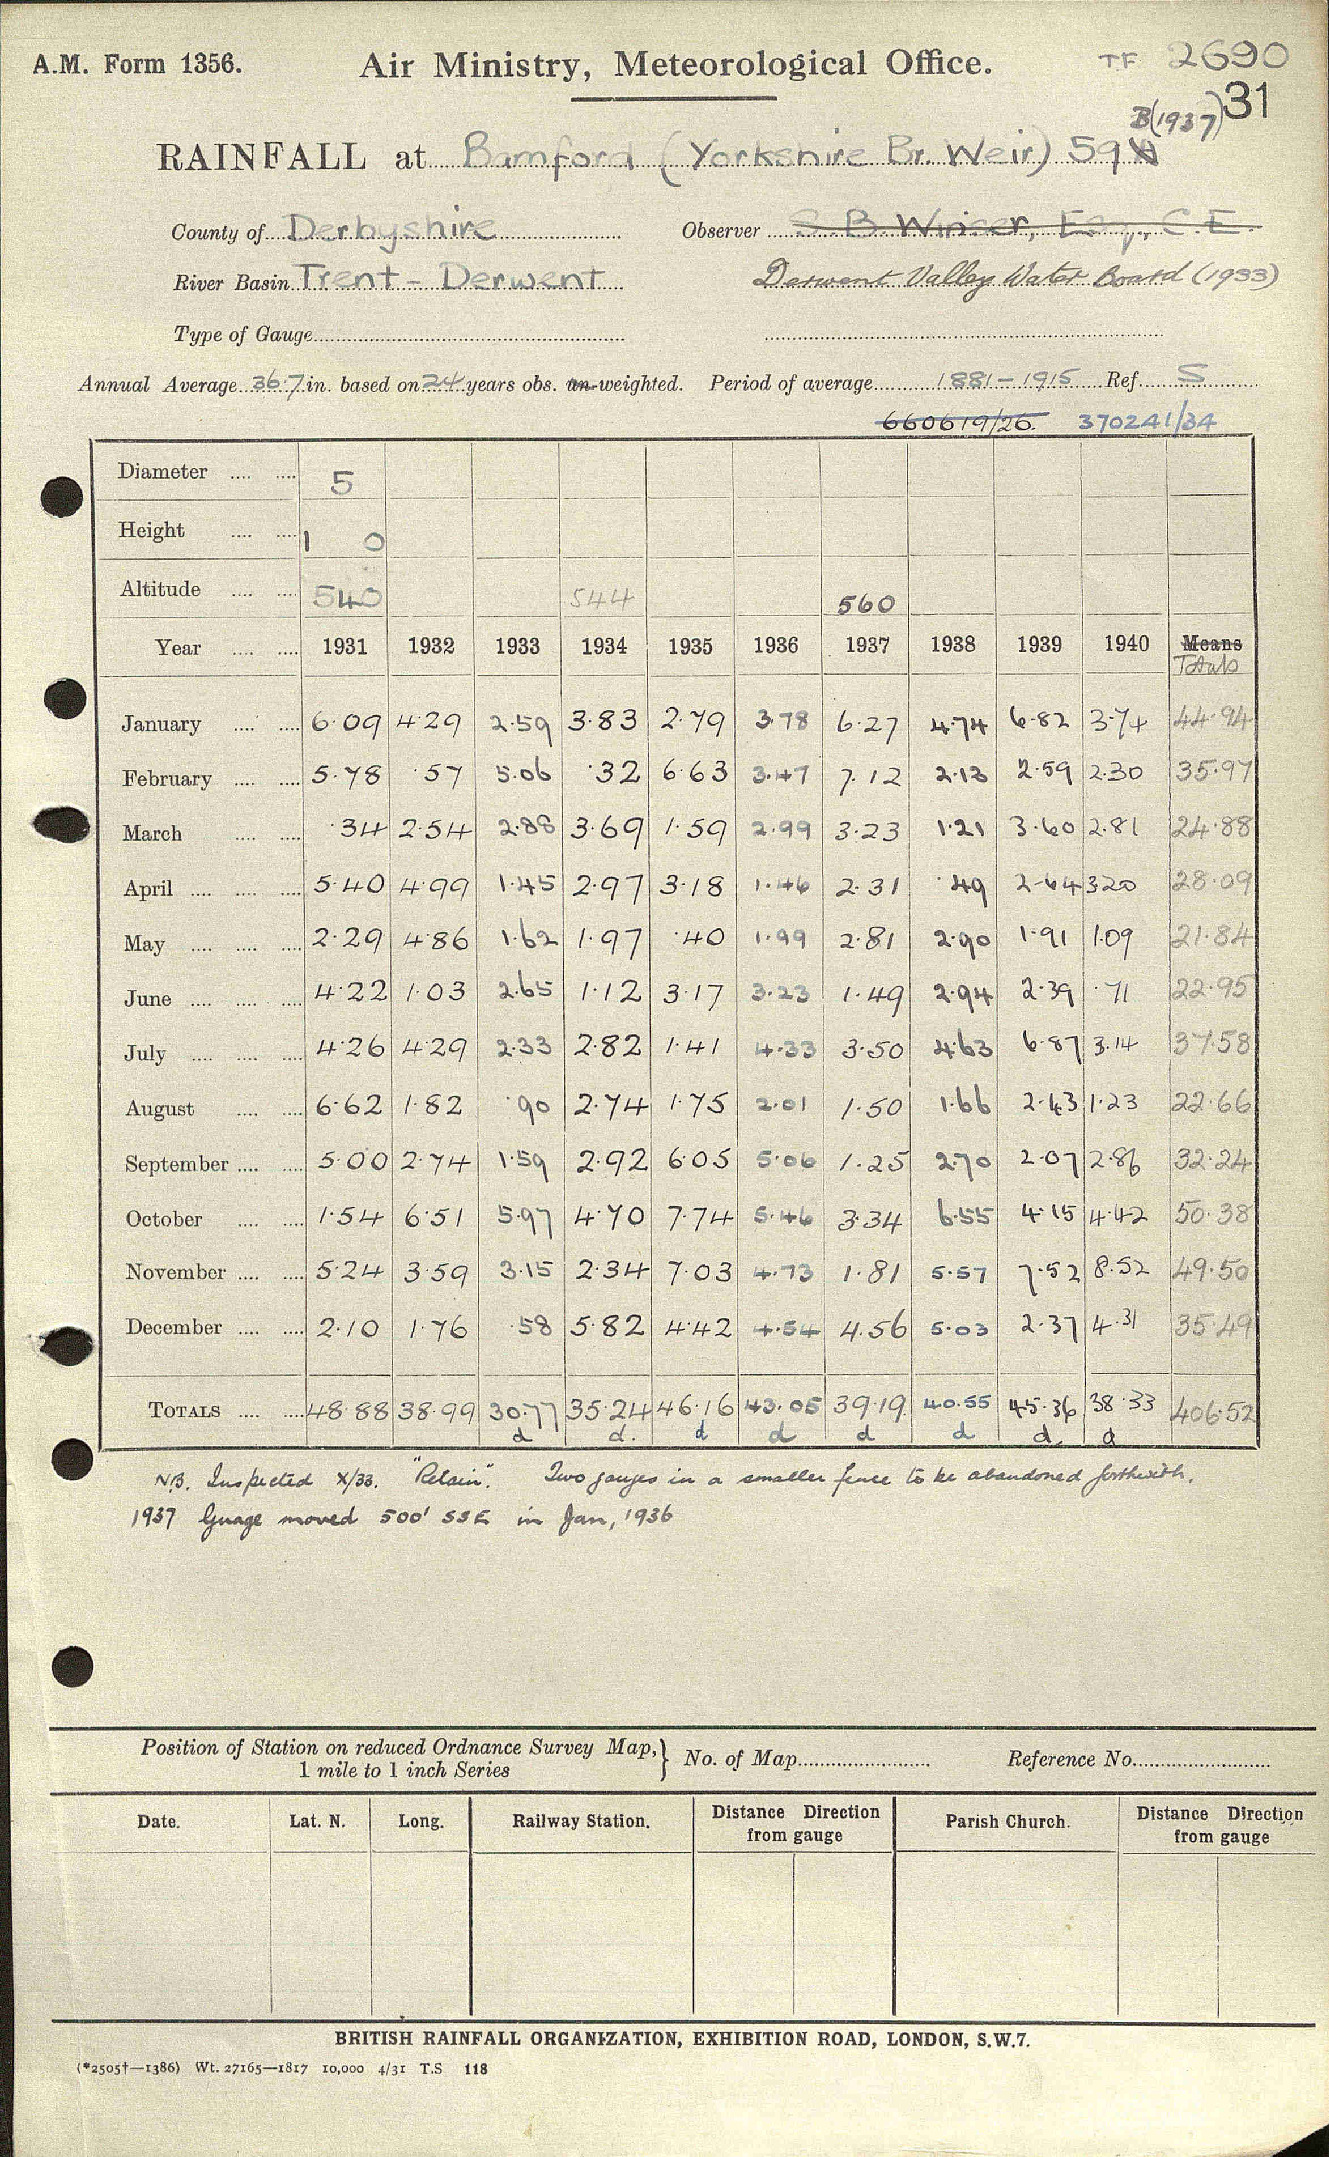 A.M. Form 1356. Air Ministry, Meteorological Office. TF 2690
31
B(1937)
RAINFALL at Bamford (Yorkshire Br. Weir) 59
County of Derbyshire Observer S. B. Winser, Esq., C.E.
River Basin Trent - Derwent Derwent Valley Water Board (1933)
Type of Gauge
Annual Average 36.7 in. based on 24 years obs. un-weighted. Period of average 1881-1915 Ref. S
660619/26. 370241/34
Diameter 5
Height 1 0
Altitude 540 544 560
Year 1931 1932 1933 1934 1935 1936 1937 1938 1939 1940 Means
Totals
January 6.09 4.29 2.59 3.83 2.79 3.78 6.27 4.74 6.82 3.74 44.94
February 5.78 .57 5.06 .32 6.63 3.47 7.12 2.13 2.59 2.30 35.97
March .34 2.54 2.88 3.69 1.59 2.99 3.23 1.21 3.60 2.81 24.88
April 5.40 4.99 1.45 2.97 3.18 1.46 2.31 .49 2.64 3.20 28.09
May 2.29 4.86 1.62 1.97 .40 1.99 2.81 2.90 1.91 1.09 21.84
June 4.22 1.03 2.65 1.12 3.17 3.23 1.49 2.94 2.39 .71 22.95
July 4.26 4.29 2.33 2.82 1.41 4.33 3.50 4.63 6.87 3.14 37.58
August 6.62 1.82 .90 2.74 1.75 2.01 1.50 1.66 2.43 1.23 22.66
September 5.00 2.74 1.59 2.92 6.05 5.06 1.25 2.70 2.07 2.86 32.24
October 1.54 6.51 5.97 4.70 7.74 5.46 3.34 6.55 4.15 4.42 50.38
November 5.24 3.59 3.15 2.34 7.03 4.73 1.81 5.57 7.52 8.52 49.50
December 2.10 1.76 .58 5.82 4.42 4.54 4.56 5.03 2.37 4.31 35.49
TOTALS 48.88 38.99 30.77 35.24 46.16 43.05 39.19 40.55 45.36 38.33 406.52
d d. d d d d d. d
N.B. Inspected X/33. "Retain". Two gauges in a smaller fence to be abandoned forthwith.
1937 Guage moved 500' SSE in Jan, 1936
Position of Station on reduced Ordnance Survey Map, } No. of Map Reference No.
1 mile to 1 inch Series
Date. Lat. N. Long. Railway Station. Distance Direction from gauge Parish Church. Distance Direction from gauge
BRITISH RAINFALL ORGANIZATION, EXHIBITION ROAD, LONDON, S.W.7.
(*2505†—1386) Wt. 27165—1817 10,000 4/31 T.S 118